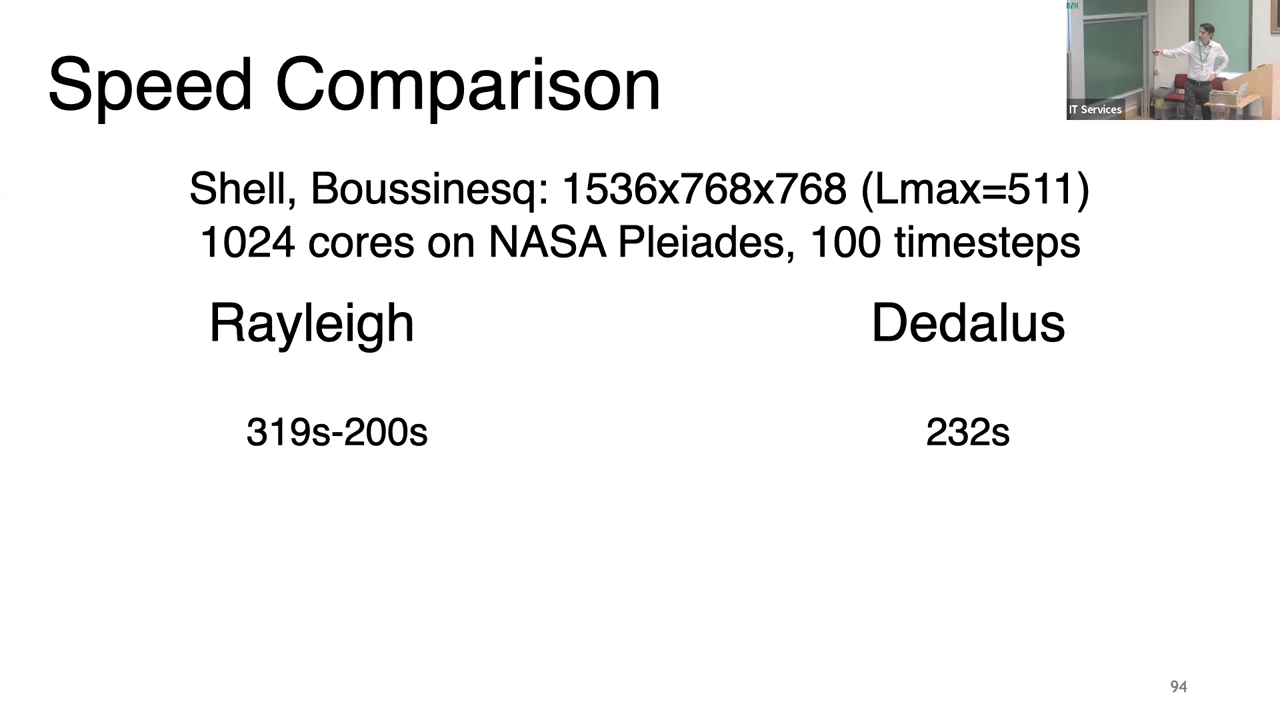 Speed Comparison
IT Services
Shell, Boussinesq: 1536x768x768 (Lmax=511)
1024 cores on NASA Pleiades, 100 timesteps
Rayleigh
Dedalus
319s-200s
232s
94